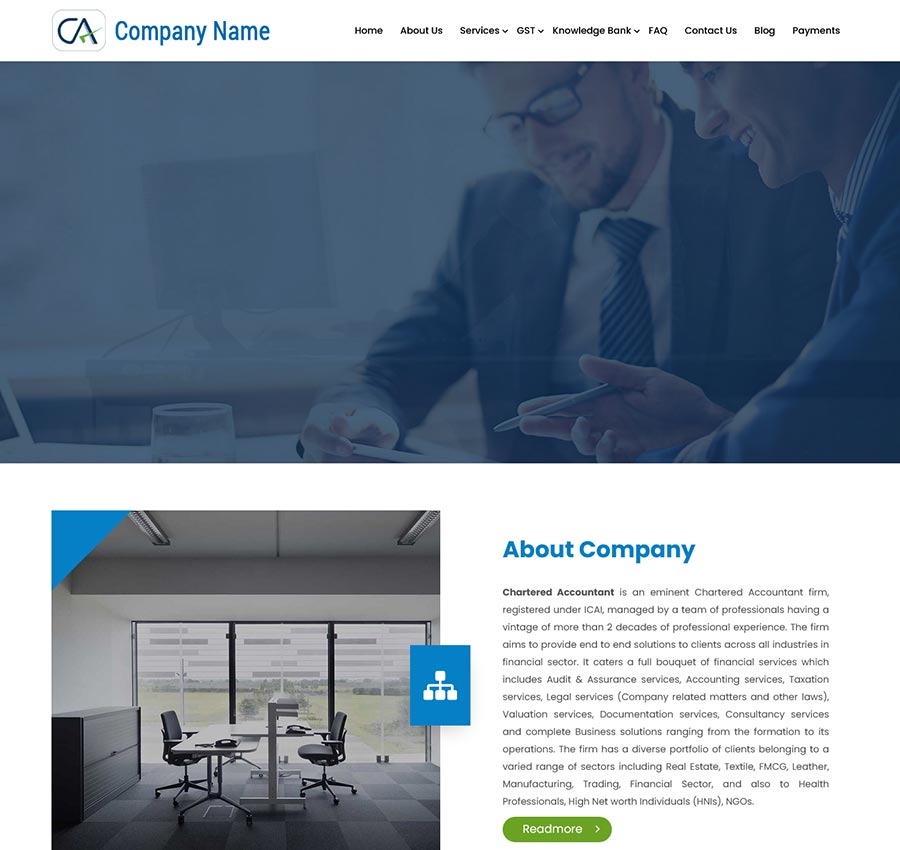 CA Company Name
Home About Us Services GST Knowledge Bank FAQ Contact Us Blog Payments
About Company
Chartered Accountant is an eminent Chartered Accountant firm,
registered under ICAI, managed by a team of professionals having a
vintage of more than 2 decades of professional experience. The firm
aims to provide end to end solutions to clients across all industries in
financial sector. It caters a full bouquet of financial services which
includes Audit & Assurance services, Accounting services, Taxation
services, Legal services (Company related matters and other laws),
Valuation services, Documentation services, Consultancy services
and complete Business solutions ranging from the formation to its
operations. The firm has a diverse portfolio of clients belonging to a
varied range of sectors including Real Estate, Textile, FMCG, Leather,
Manufacturing, Trading, Financial Sector, and also to Health
Professionals, High Net worth Individuals (HNIs), NGOs.
Readmore